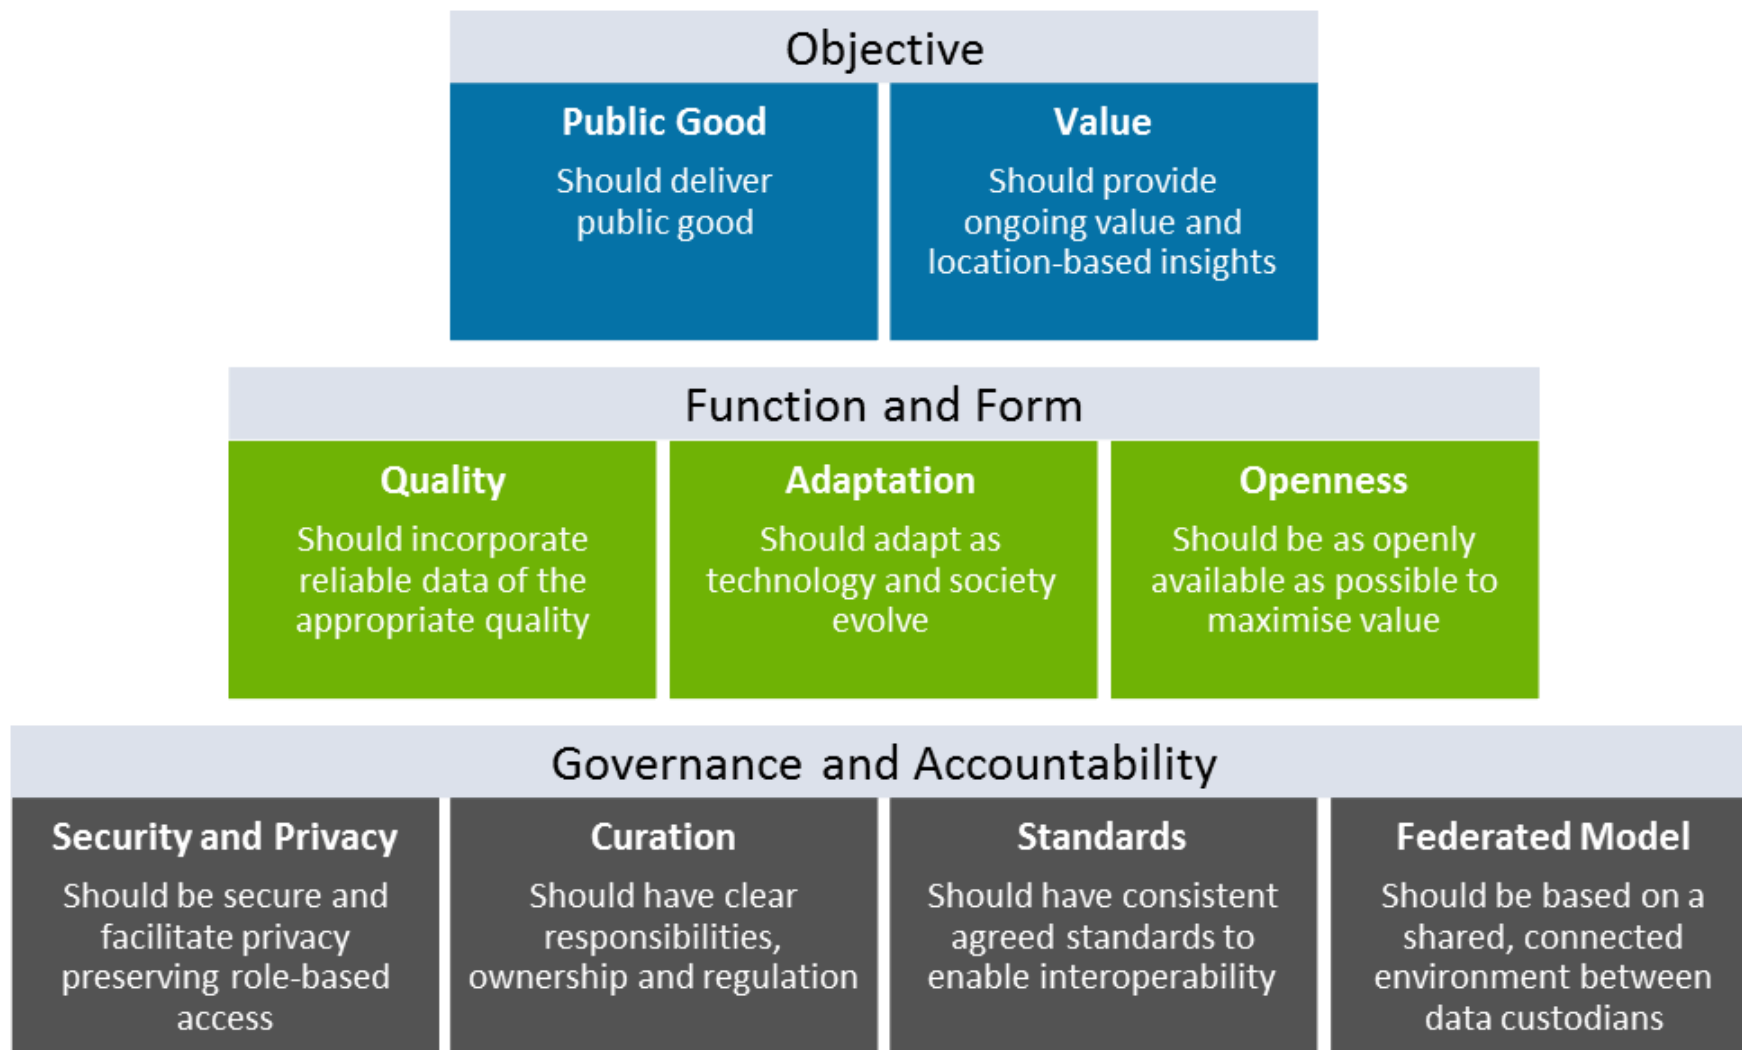 Objective
Public Good
Should deliver
public good
Value
Should provide
ongoing value and
location-based insights
Function and Form
Quality
Should incorporate
reliable data of the
appropriate quality
Adaptation
Should adapt as
technology and society
evolve
Openness
Should be as openly
available as possible to
maximise value
Governance and Accountability
Security and Privacy
Should be secure and
facilitate privacy
preserving role-based
access
Curation
Should have clear
responsibilities,
ownership and regulation
Standards
Should have consistent
agreed standards to
enable interoperability
Federated Model
Should be based on a
shared, connected
environment between
data custodians